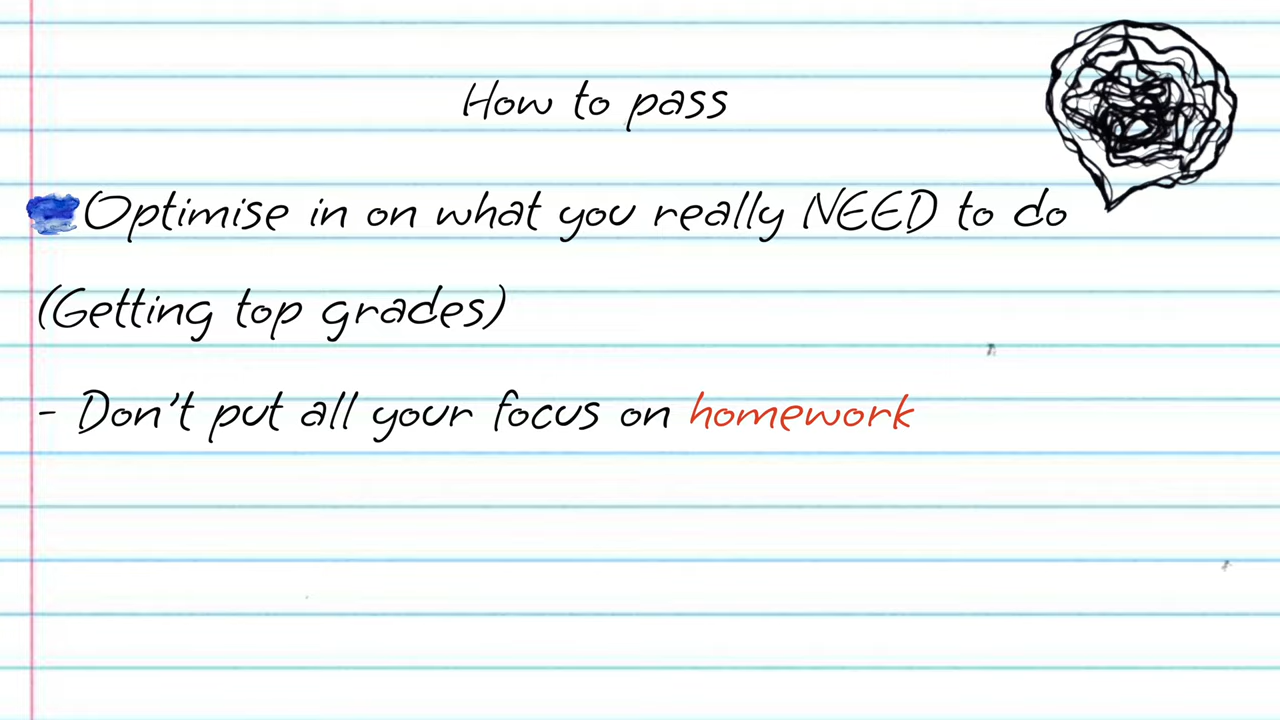 How to pass
Optimise in on what you really NEED to do
(Getting top grades)
- Don't put all your focus on homework